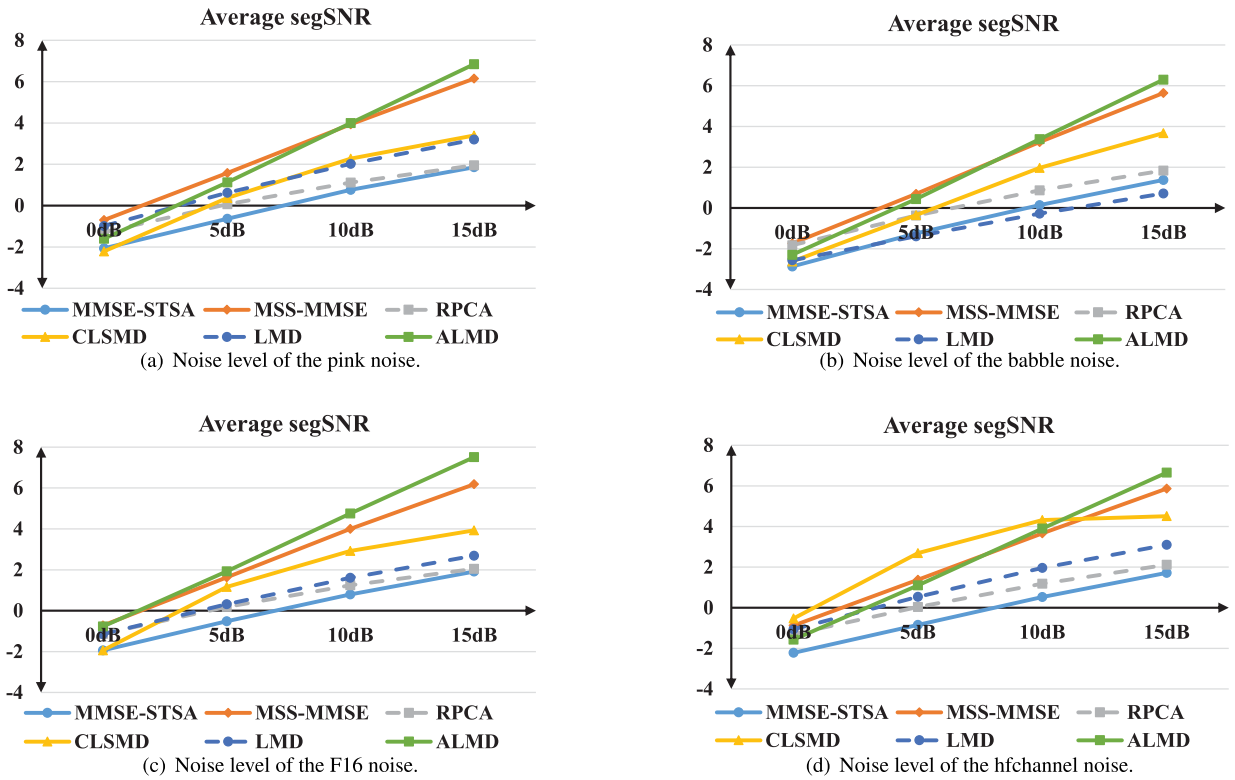 Average segSNR
8
6
4
2
0
-2
-4
0dB 5dB 10dB 15dB
MMSE-STSA MSS-MMSE RPCA
CLSMD LMD ALMD
(a) Noise level of the pink noise.
Average segSNR
8
6
4
2
0
-2
-4
0dB 5dB 10dB 15dB
MMSE-STSA MSS-MMSE RPCA
CLSMD LMD ALMD
(b) Noise level of the babble noise.
Average segSNR
8
6
4
2
0
-2
-4
0dB 5dB 10dB 15dB
MMSE-STSA MSS-MMSE RPCA
CLSMD LMD ALMD
(c) Noise level of the F16 noise.
Average segSNR
8
6
4
2
0
-2
-4
0dB 5dB 10dB 15dB
MMSE-STSA MSS-MMSE RPCA
CLSMD LMD ALMD
(d) Noise level of the hfchannel noise.